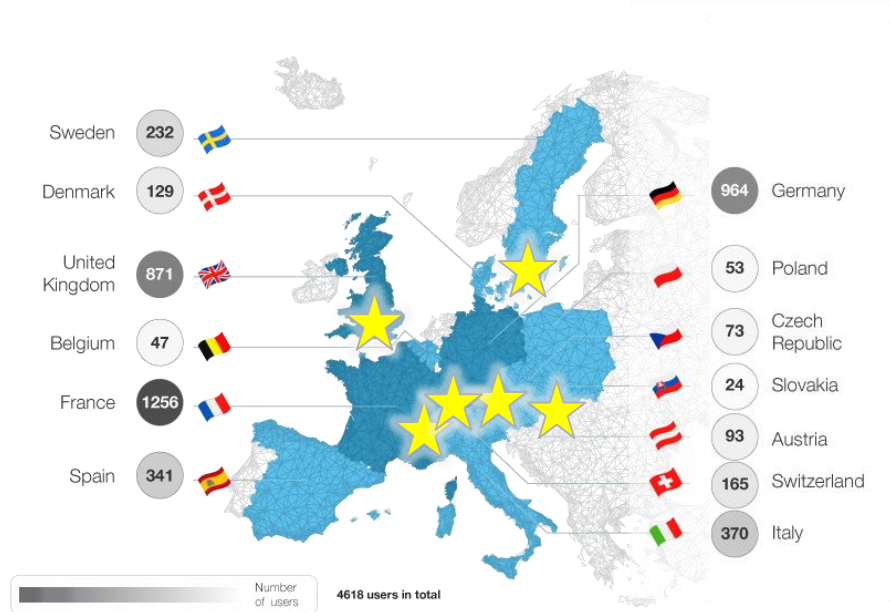 Sweden 232
Denmark 129
United
Kingdom 871
Belgium 47
France 1256
Spain 341
964 Germany
53 Poland
73 Czech
Republic
24 Slovakia
93 Austria
165 Switzerland
370 Italy
Number
of users
4618 users in total